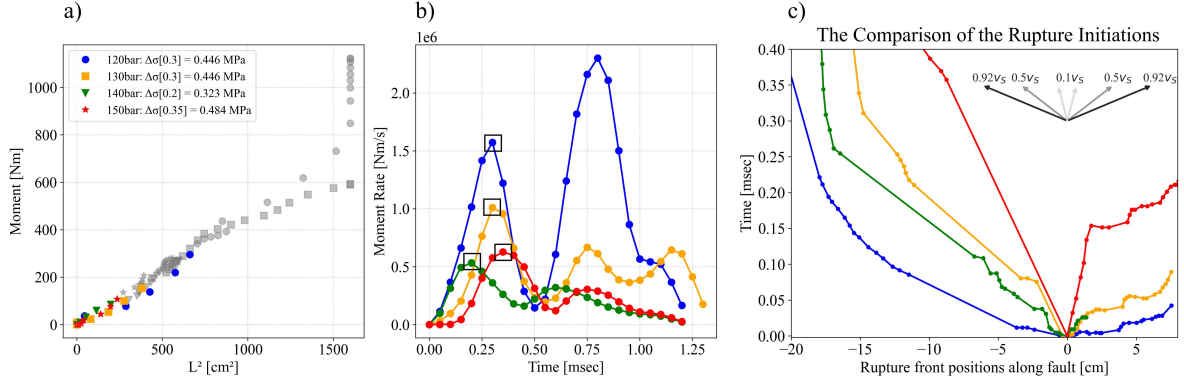 a)
120bar: Δσ[0.3] = 0.446 MPa
130bar: Δσ[0.3] = 0.446 MPa
140bar: Δσ[0.2] = 0.323 MPa
150bar: Δσ[0.35] = 0.484 MPa
Moment [Nm]
1000
800
600
400
200
0
0
500
1000
1500
L² [cm²]
b)
1e6
Moment Rate [Nm/s]
2.0
1.5
1.0
0.5
0.0
0.00
0.25
0.50
0.75
1.00
1.25
Time [msec]
c)
The Comparison of the Rupture Initiations
0.92vS 0.5vS 0.1vS 0.5vS 0.92vS
Time [msec]
0.40
0.35
0.30
0.25
0.20
0.15
0.10
0.05
0.00
−20
−15
−10
−5
0
5
Rupture front positions along fault [cm]